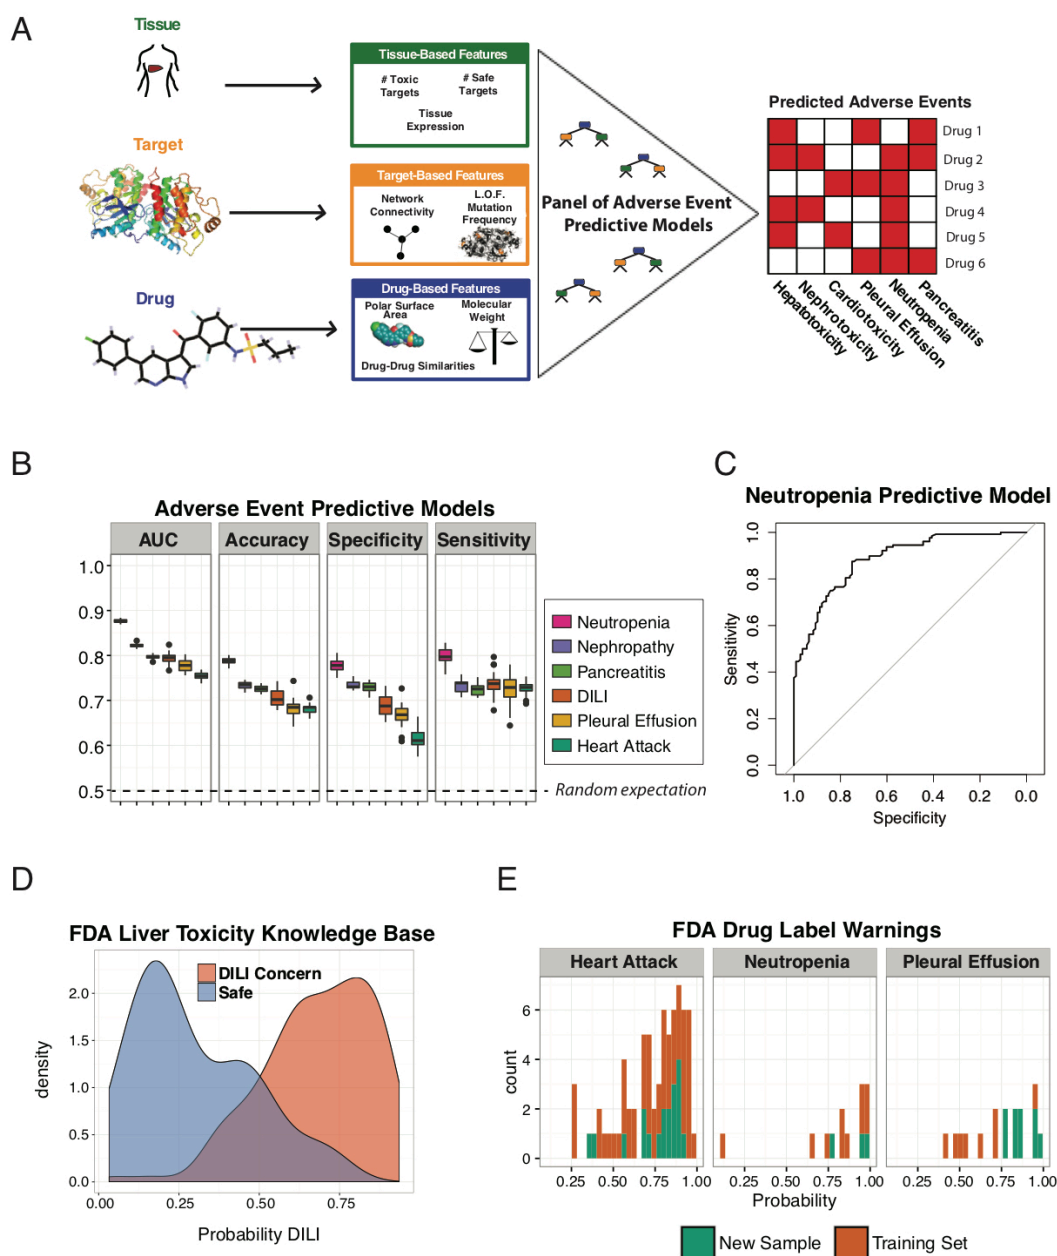 A
Tissue
Tissue-Based Features
# Toxic
Targets
# Safe
Targets
Tissue
Expression
Target
Target-Based Features
Network
Connectivity
L.O.F.
Mutation
Frequency
Drug
Drug-Based Features
Polar Surface
Area
Molecular
Weight
Drug-Drug Similarities
Panel of Adverse Event
Predictive Models
Predicted Adverse Events
Drug 1
Drug 2
Drug 3
Drug 4
Drug 5
Drug 6
Hepatotoxicity
Nephrotoxicity
Cardiotoxicity
Pleural Effusion
Neutropenia
Pancreatitis
B
Adverse Event Predictive Models
AUC
Accuracy
Specificity
Sensitivity
1.0
0.9
0.8
0.7
0.6
0.5
Neutropenia
Nephropathy
Pancreatitis
DILI
Pleural Effusion
Heart Attack
Random expectation
C
Neutropenia Predictive Model
Sensitivity
1.0
0.8
0.6
0.4
0.2
0.0
1.0 0.8 0.6 0.4 0.2 0.0
Specificity
D
FDA Liver Toxicity Knowledge Base
DILI Concern
Safe
density
2.0
1.5
1.0
0.5
0.0
0.00 0.25 0.50 0.75
Probability DILI
E
FDA Drug Label Warnings
Heart Attack
Neutropenia
Pleural Effusion
count
6
4
2
0
0.25 0.50 0.75 1.00
0.25 0.50 0.75 1.00
0.25 0.50 0.75 1.00
Probability
New Sample
Training Set